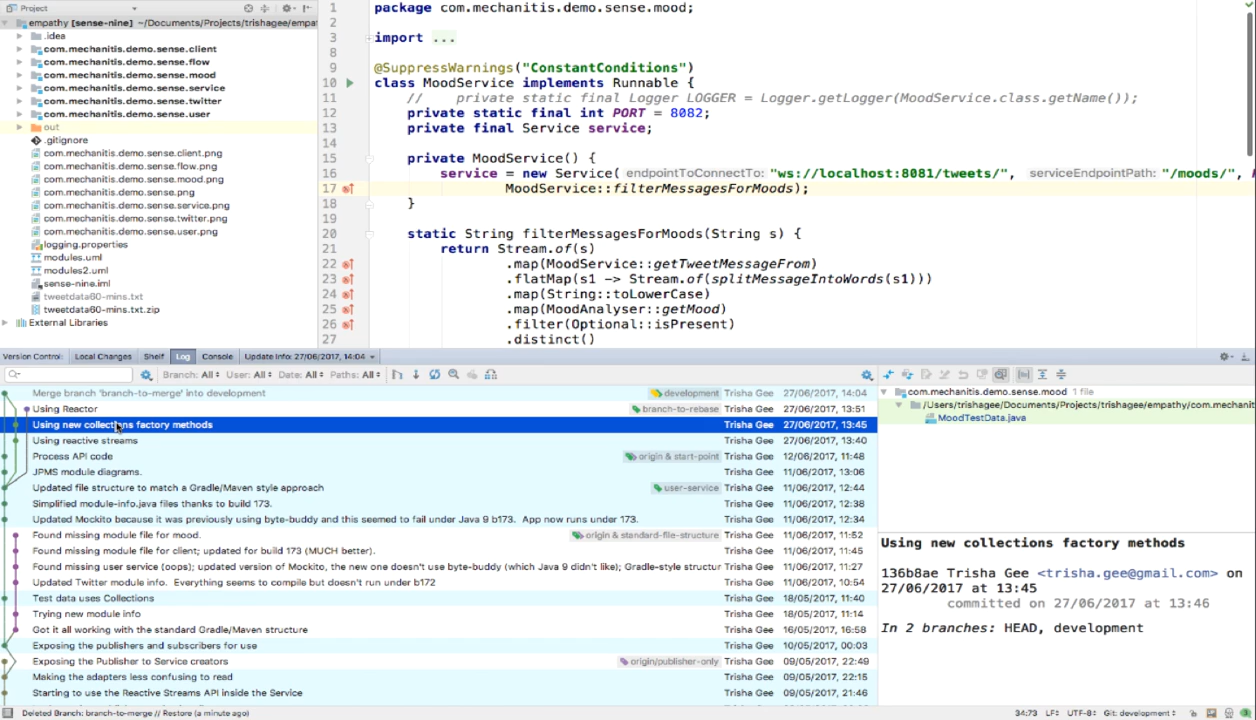 Project
empathy [sense-nine] ~/Documents/Projects/trishagee/empat
.idea
com.mechanitis.demo.sense.client
com.mechanitis.demo.sense.flow
com.mechanitis.demo.sense.mood
com.mechanitis.demo.sense.service
com.mechanitis.demo.sense.twitter
com.mechanitis.demo.sense.user
out
.gitignore
com.mechanitis.demo.sense.client.png
com.mechanitis.demo.sense.flow.png
com.mechanitis.demo.sense.mood.png
com.mechanitis.demo.sense.png
com.mechanitis.demo.sense.service.png
com.mechanitis.demo.sense.twitter.png
com.mechanitis.demo.sense.user.png
logging.properties
modules.uml
modules2.uml
sense-nine.iml
tweetdata60-mins.txt
tweetdata60-mins.txt.zip
External Libraries
1 package com.mechanitis.demo.sense.mood;
2
3 import ...
8
9 @SuppressWarnings("ConstantConditions")
10 class MoodService implements Runnable {
11 // private static final Logger LOGGER = Logger.getLogger(MoodService.class.getName());
12 private static final int PORT = 8082;
13 private final Service service;
14
15 private MoodService() {
16 service = new Service( endpointToConnectTo: "ws://localhost:8081/tweets/", serviceEndpointPath: "/moods/",
17 MoodService::filterMessagesForMoods);
18 }
19
20 static String filterMessagesForMoods(String s) {
21 return Stream.of(s)
22 .map(MoodService::getTweetMessageFrom)
23 .flatMap(s1 -> Stream.of(splitMessageIntoWords(s1)))
24 .map(String::toLowerCase)
25 .map(MoodAnalyser::getMood)
26 .filter(Optional::isPresent)
27 .distinct()
Version Control: Local Changes Shelf Log Console Update Info: 27/06/2017, 14:04
Branch: All User: All Date: All Paths: All
Merge branch 'branch-to-merge' into development development Trisha Gee 27/06/2017, 14:04
Using Reactor branch-to-rebase Trisha Gee 27/06/2017, 13:51
Using new collections factory methods Trisha Gee 27/06/2017, 13:45
Using reactive streams Trisha Gee 27/06/2017, 13:40
Process API code origin & start-point Trisha Gee 12/06/2017, 11:48
JPMS module diagrams. Trisha Gee 11/06/2017, 13:06
Updated file structure to match a Gradle/Maven style approach user-service Trisha Gee 11/06/2017, 12:44
Simplified module-info.java files thanks to build 173. Trisha Gee 11/06/2017, 12:38
Updated Mockito because it was previously using byte-buddy and this seemed to fail under Java 9 b173. App now runs under 173. Trisha Gee 11/06/2017, 12:34
Found missing module file for mood. origin & standard-file-structure Trisha Gee 11/06/2017, 11:52
Found missing module file for client; updated for build 173 (MUCH better). Trisha Gee 11/06/2017, 11:45
Found missing user service (oops); updated version of Mockito, the new one doesn't use byte-buddy (which Java 9 didn't like); Gradle-style structur Trisha Gee 11/06/2017, 11:27
Updated Twitter module info. Everything seems to compile but doesn't run under b172 Trisha Gee 11/06/2017, 10:54
Test data uses Collections Trisha Gee 18/05/2017, 11:40
Trying new module info Trisha Gee 18/05/2017, 11:14
Got it all working with the standard Gradle/Maven structure Trisha Gee 16/05/2017, 16:58
Exposing the publishers and subscribers for use Trisha Gee 10/05/2017, 00:03
Exposing the Publisher to Service creators origin/publisher-only Trisha Gee 09/05/2017, 22:49
Making the adapters less confusing to read Trisha Gee 09/05/2017, 22:15
Starting to use the Reactive Streams API inside the Service Trisha Gee 09/05/2017, 21:46
com.mechanitis.demo.sense.mood 1 file
/Users/trishagee/Documents/Projects/trishagee/empathy/com.mechanit
MoodTestData.java
Using new collections factory methods
136b8ae Trisha Gee <trisha.gee@gmail.com> on
27/06/2017 at 13:45
committed on 27/06/2017 at 13:46
In 2 branches: HEAD, development
Deleted Branch: branch-to-merge // Restore (a minute ago) 34:73 LF UTF-8 Git: development